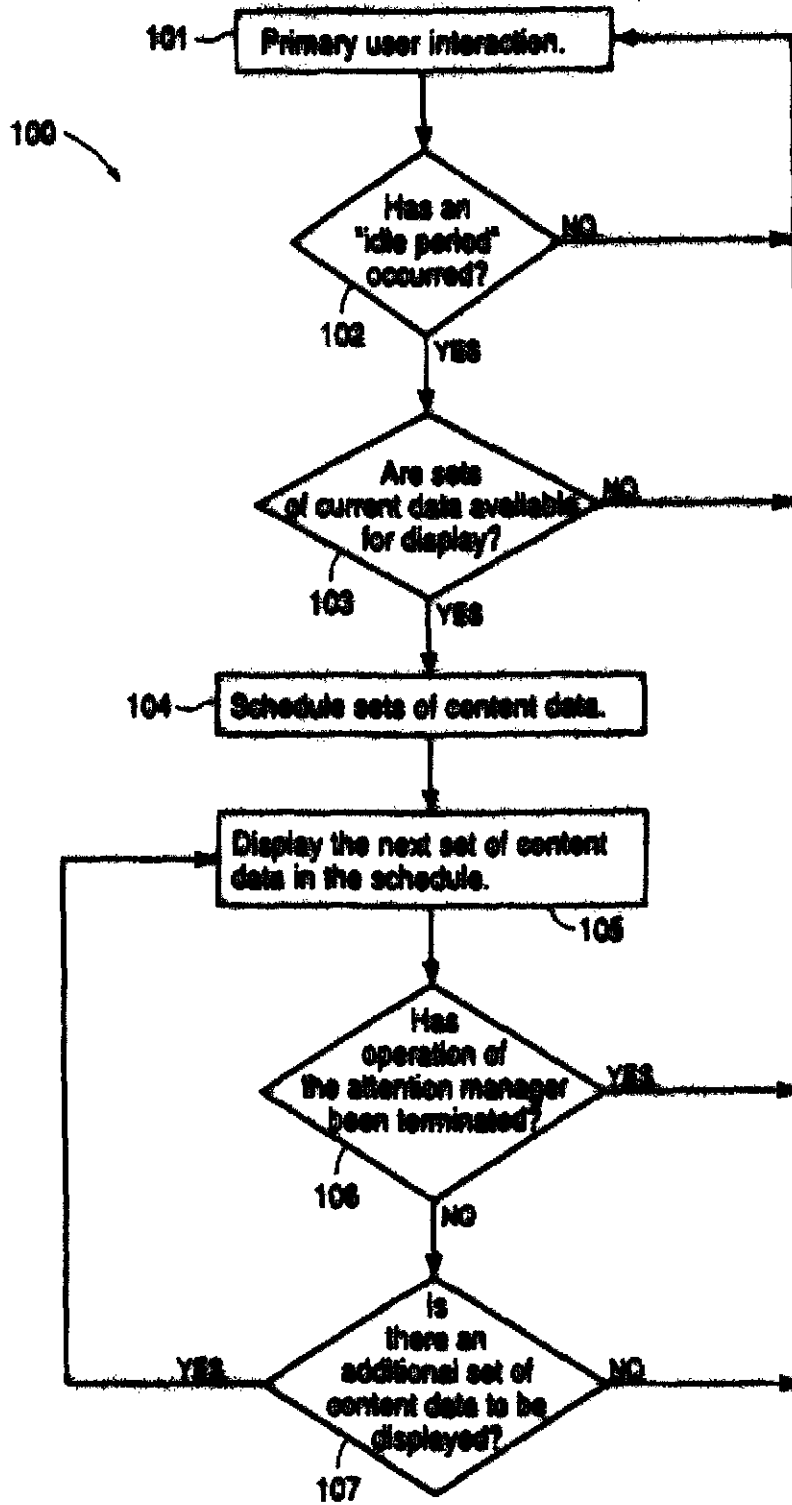 101
Primary user interaction.
100
Has an
"idle period"
occurred?
NO
102
YES
Are sets
of current data available
for display?
NO
103
YES
104
Schedule sets of content data.
Display the next set of content
data in the schedule.
105
Has
operation of
the attention manager
been terminated?
YES
106
NO
Is
there an
additional set of
content data to be
displayed?
YES
NO
107